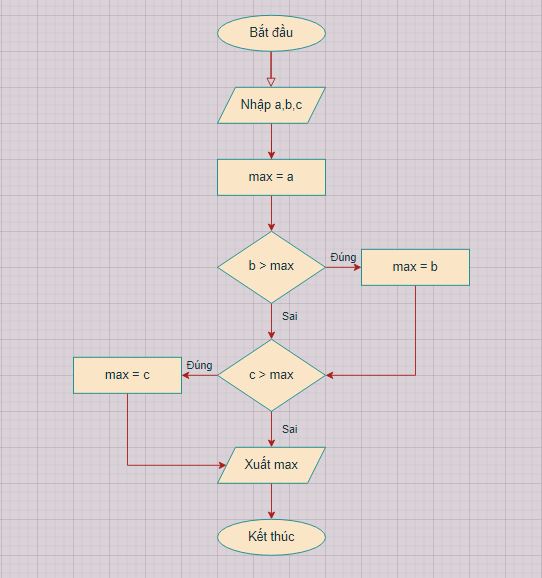 Bắt đầu
Nhập a,b,c
max = a
b > max
Đúng
max = b
Sai
c > max
Đúng
max = c
Sai
Xuất max
Kết thúc